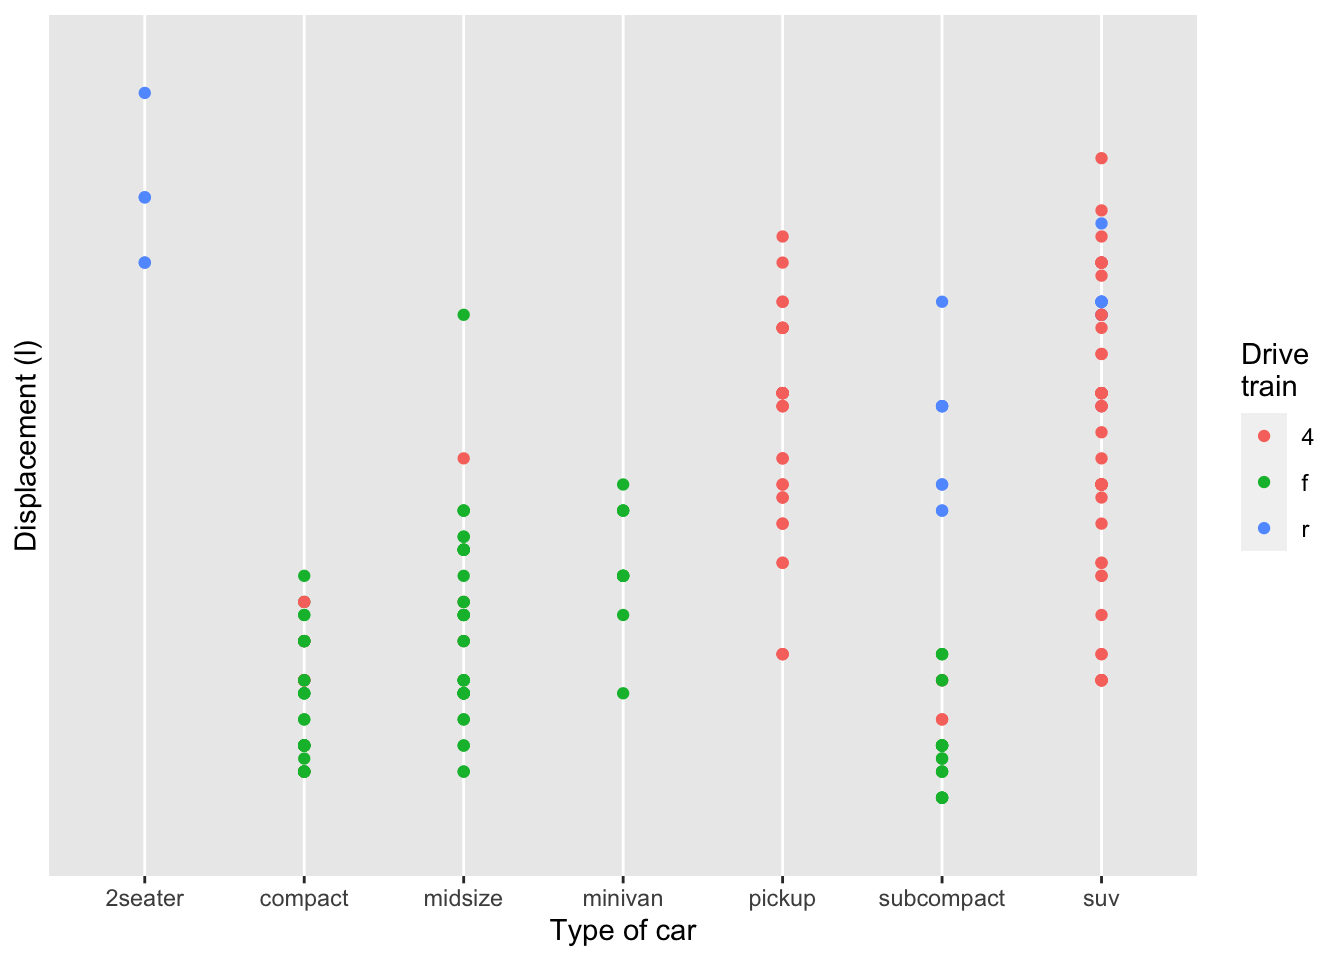 Displacement (l)
2seater
compact
midsize
minivan
pickup
subcompact
suv
Type of car
Drive
train
4
f
r